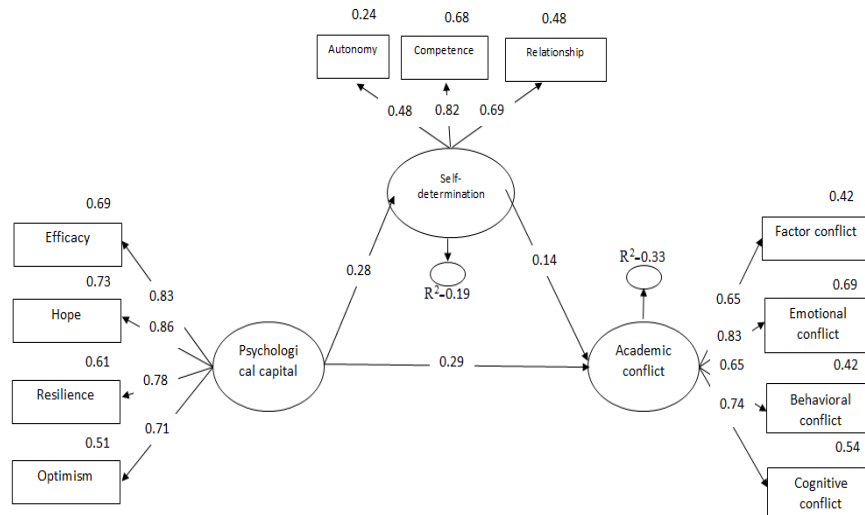 0.24
0.68
0.48
Autonomy
Competence
Relationship
0.48
0.82
0.69
Self-
determination
0.69
Efficacy
0.42
Factor conflict
0.28
R²-0.19
0.14
R²-0.33
0.73
Hope
0.83
0.86
0.65
0.69
Emotional
conflict
0.83
0.61
Resilience
0.78
Psychologi
cal capital
0.29
Academic
conflict
0.65
0.42
Behavioral
conflict
0.74
0.71
0.51
Optimism
0.54
Cognitive
conflict